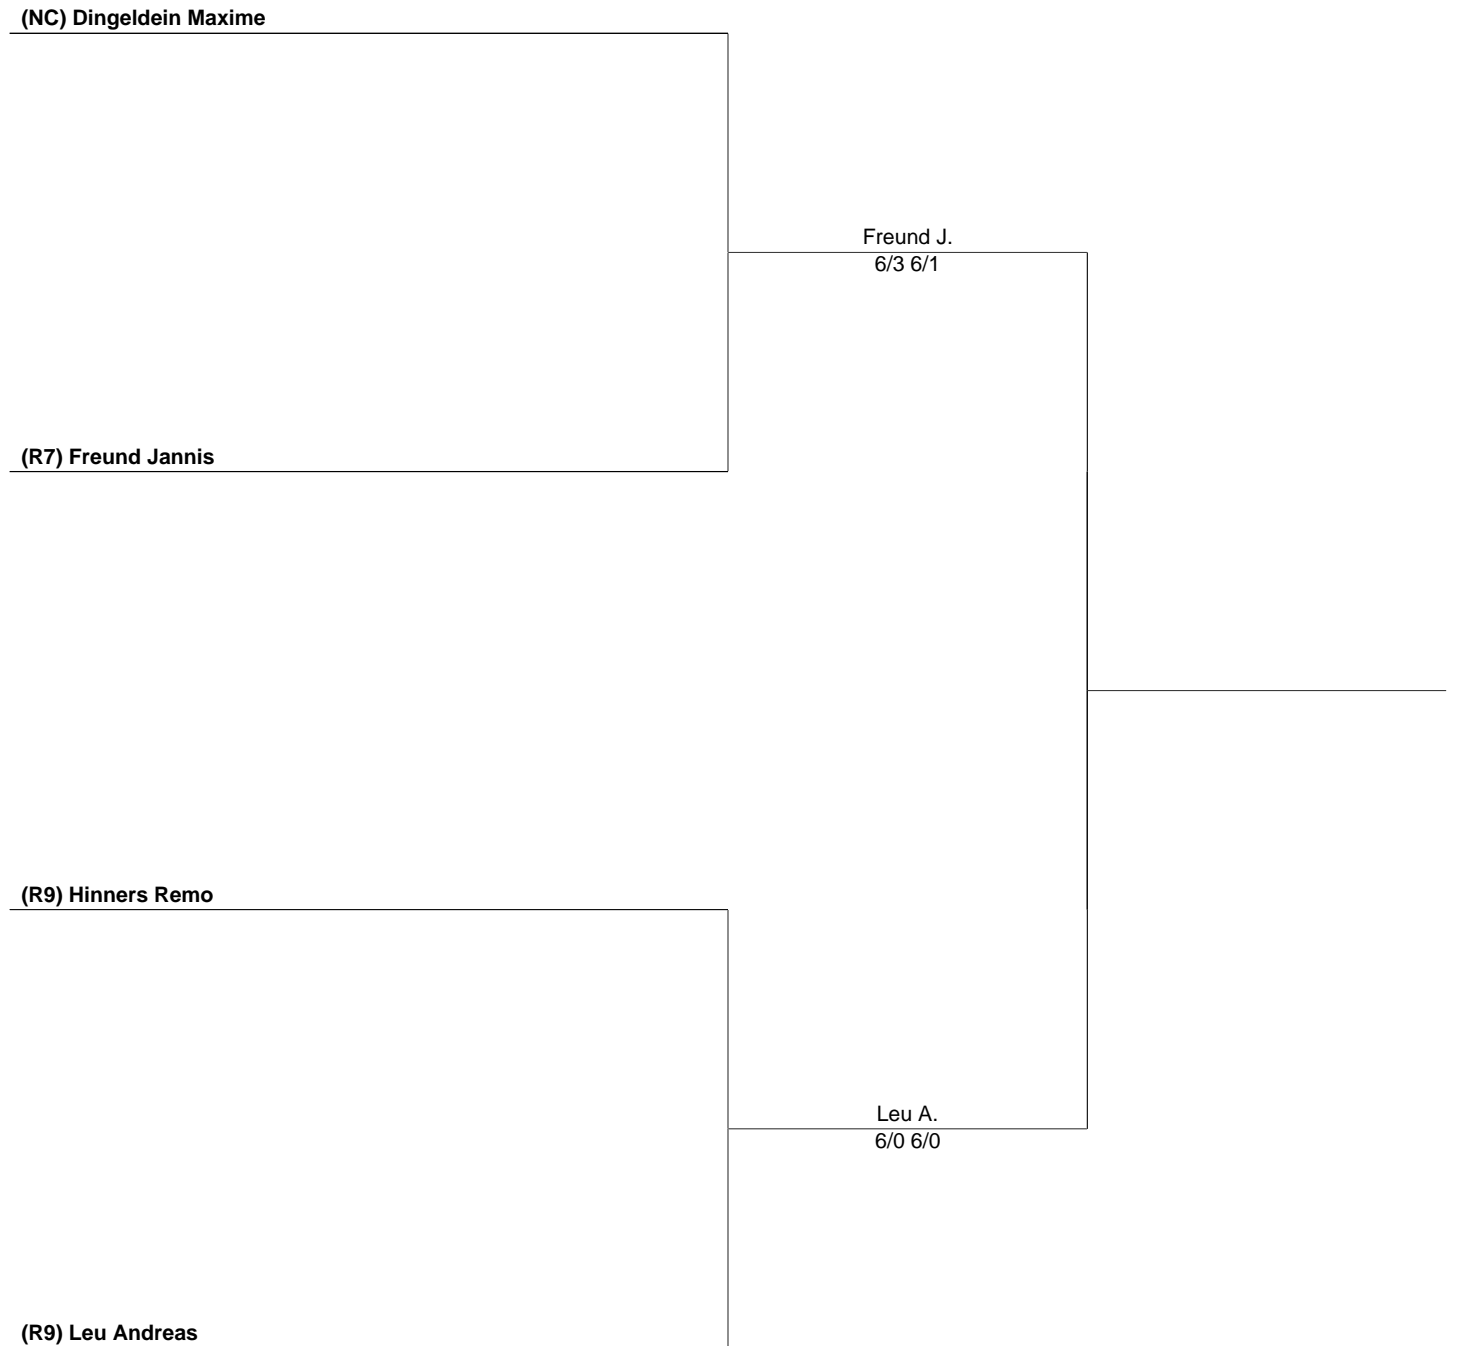 (NC) Dingeldein Maxime
Freund J.
6/3 6/1
(R7) Freund Jannis
(R9) Hinners Remo
Leu A.
6/0 6/0
(R9) Leu Andreas